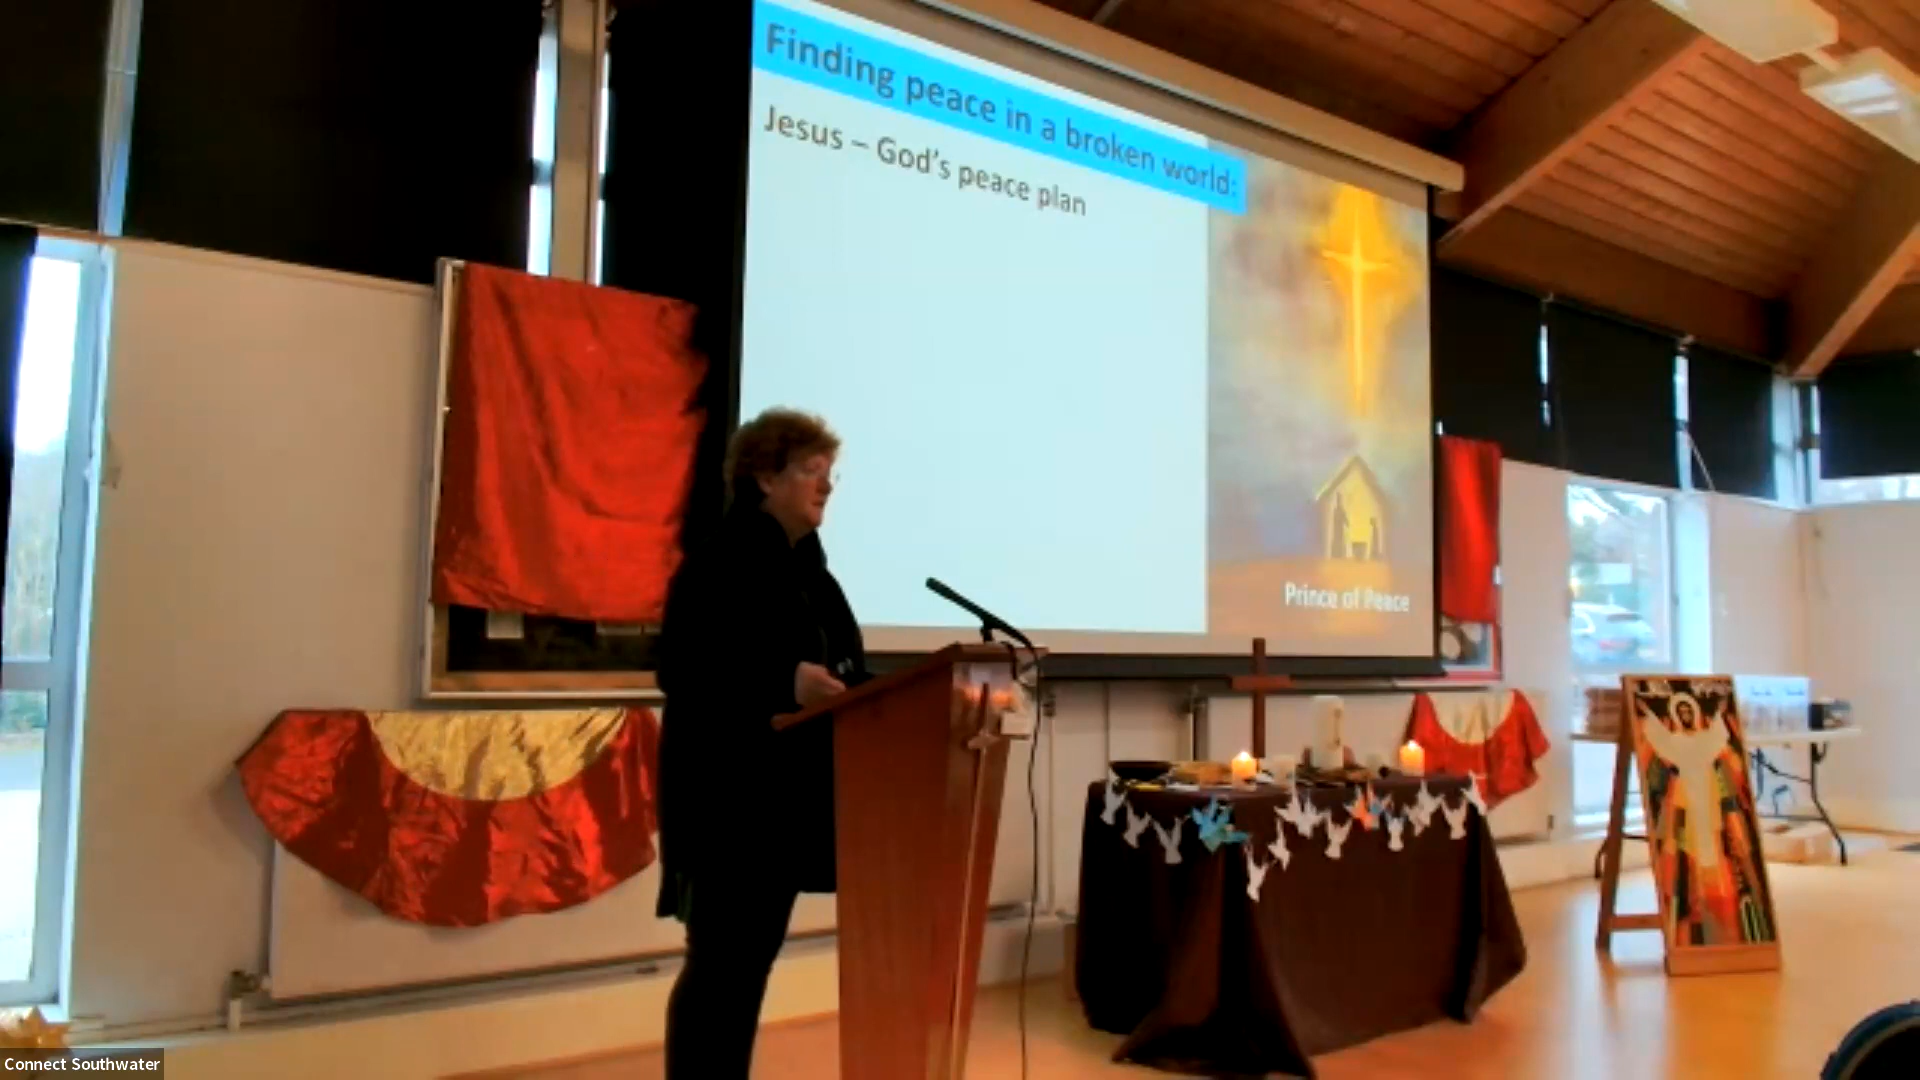 Finding peace in a broken world:
Jesus – God's peace plan
Prince of Peace
Connect Southwater